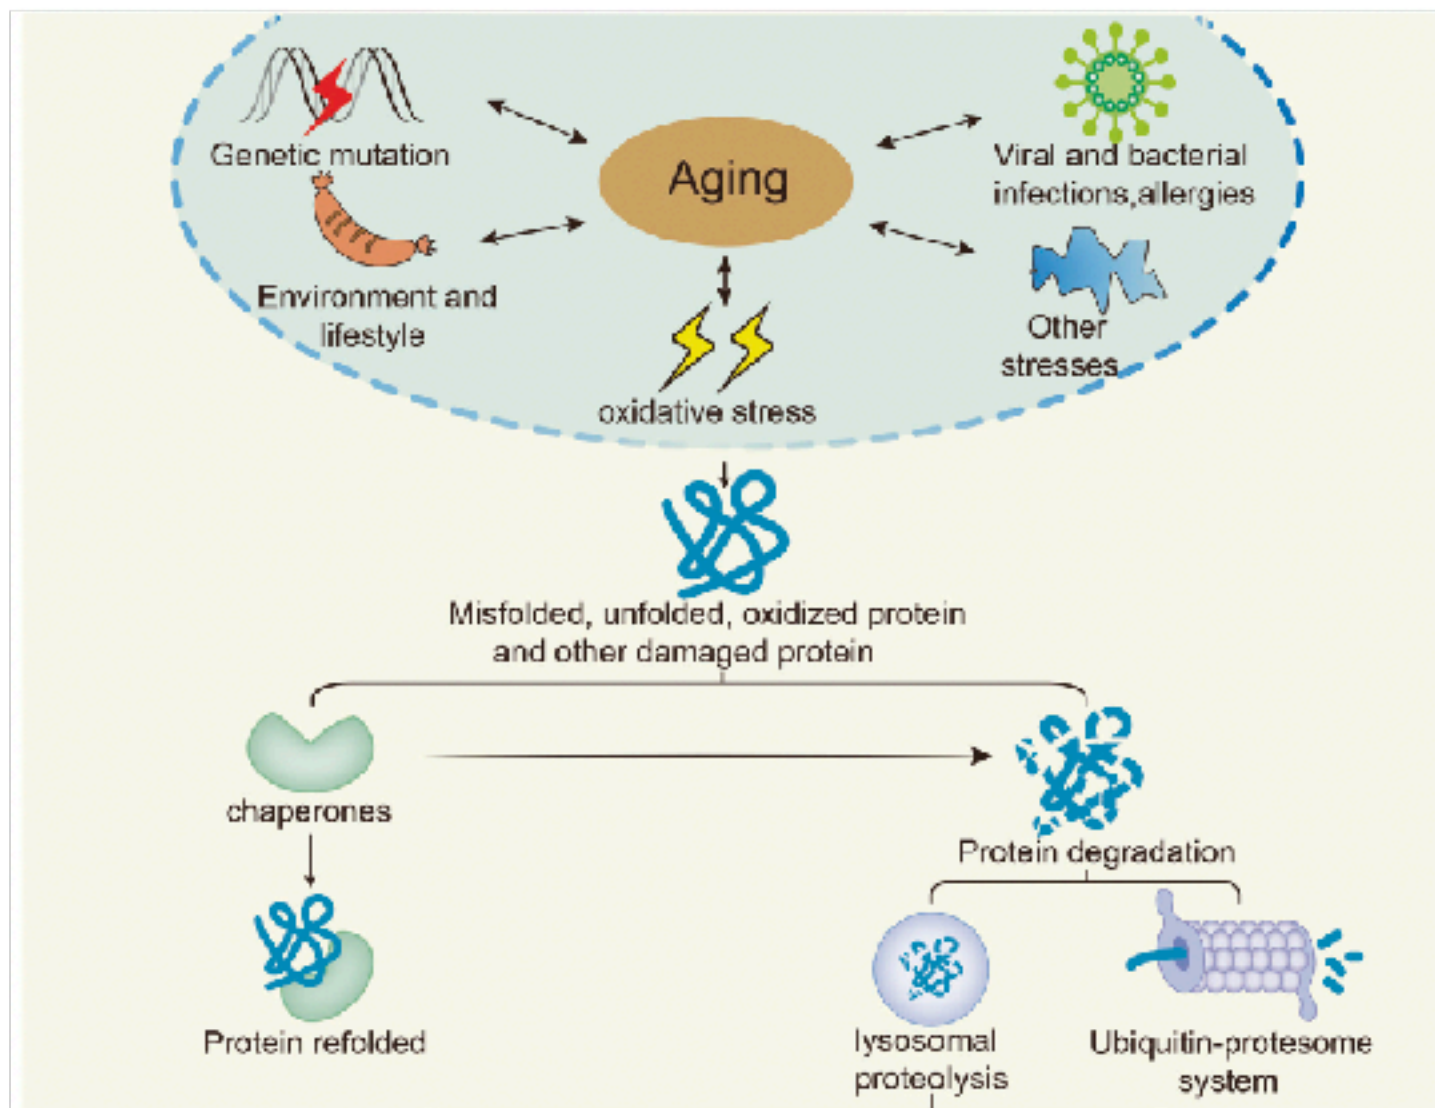 Aging
Genetic mutation
Viral and bacterial
infections,allergies
Environment and
lifestyle
Other
stresses
oxidative stress
Misfolded, unfolded, oxidized protein
and other damaged protein
chaperones
Protein degradation
Protein refolded
lysosomal
proteolysis
Ubiquitin-protesome
system